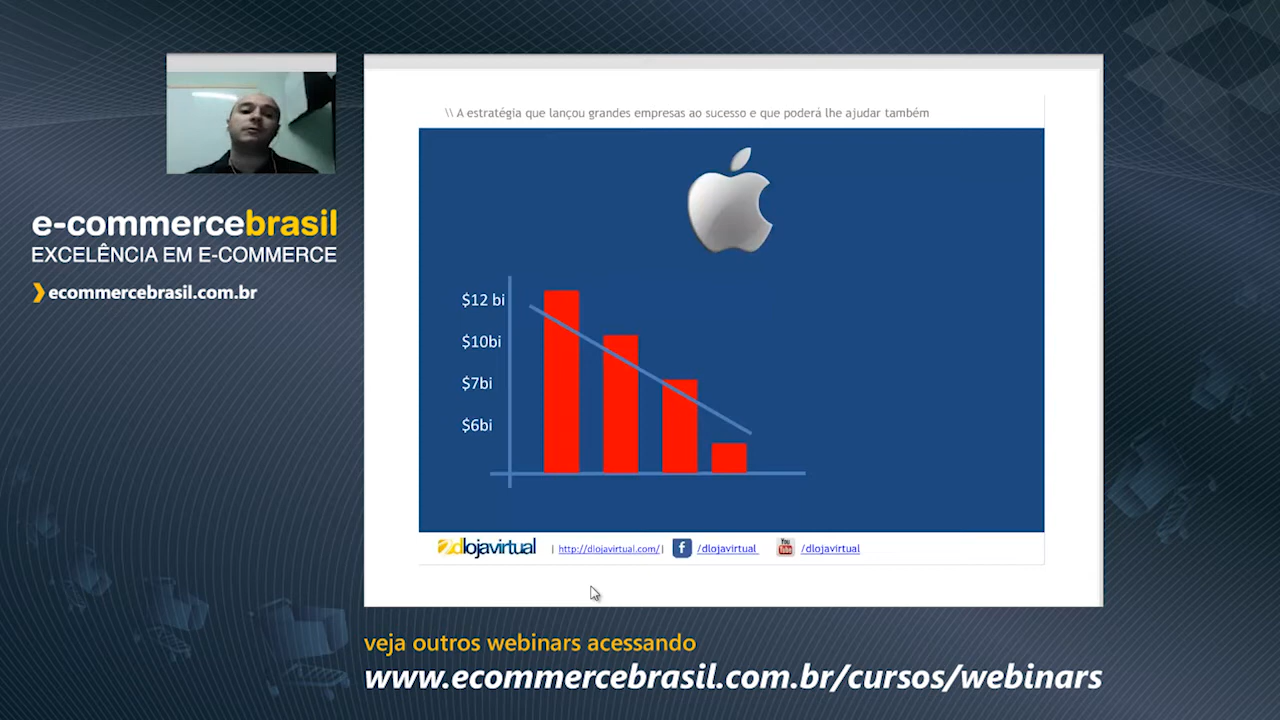 e-commercebrasil
EXCELÊNCIA EM E-COMMERCE
ecommercebrasil.com.br
\\ A estratégia que lançou grandes empresas ao sucesso e que poderá lhe ajudar também
$12 bi
$10bi
$7bi
$6bi
dlojavirtual | http://dlojavirtual.com/| f /dlojavirtual You Tube /dlojavirtual
veja outros webinars acessando
www.ecommercebrasil.com.br/cursos/webinars